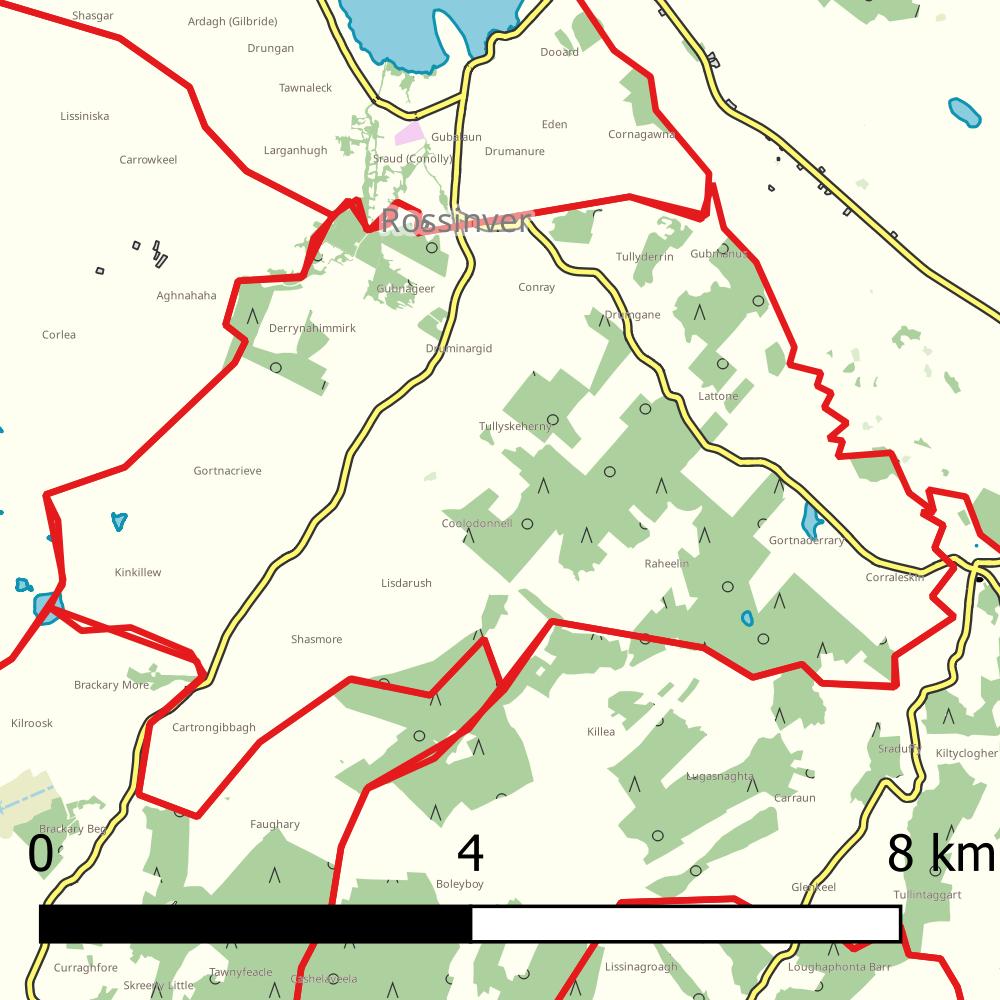 Shasgar
Ardagh (Gilbride)
Drungan
Dooard
Tawnaleck
Lissiniska
Eden
Cornagawna
Gubalaun
Larganhugh
Drumanure
Carrowkeel
Sraud (Conolly)
Rossinver
Gubmanus
Tullyderrin
Conray
Gubnageer
Aghnahaha
Drumgane
Derrynahimmirk
Corlea
Druminargid
Lattone
Tullyskeherny
Gortnacrieve
Coolodonnell
Gortnaderrary
Raheelin
Kinkillew
Corraleskin
Lisdarush
Shasmore
Brackary More
Kilroosk
Cartrongibbagh
Killea
Sraduffy
Kiltyclogher
Lugasnaghta
Carraun
Faughary
Brackary Beg
0
4
8 km
Boleyboy
Glenkeel
Tullintaggart
Curraghfore
Tawnyfeacle
Cashelaveela
Lissinagroagh
Loughaphonta Barr
Skreeny Little